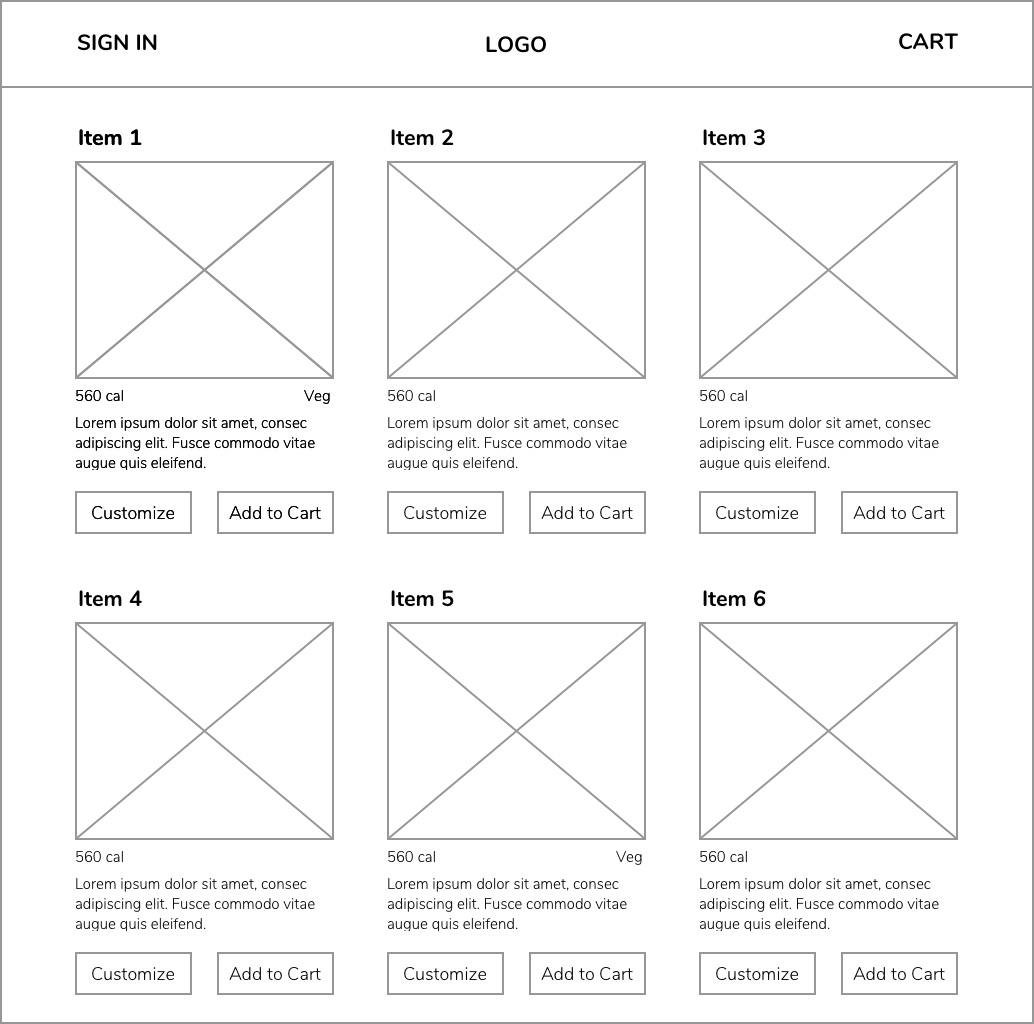 SIGN IN
LOGO
CART
Item 1
560 cal
Veg
Lorem ipsum dolor sit amet, consec
adipiscing elit. Fusce commodo vitae
augue quis eleifend.
Customize
Add to Cart
Item 2
560 cal
Lorem ipsum dolor sit amet, consec
adipiscing elit. Fusce commodo vitae
augue quis eleifend.
Customize
Add to Cart
Item 3
560 cal
Lorem ipsum dolor sit amet, consec
adipiscing elit. Fusce commodo vitae
augue quis eleifend.
Customize
Add to Cart
Item 4
560 cal
Lorem ipsum dolor sit amet, consec
adipiscing elit. Fusce commodo vitae
augue quis eleifend.
Customize
Add to Cart
Item 5
560 cal
Veg
Lorem ipsum dolor sit amet, consec
adipiscing elit. Fusce commodo vitae
augue quis eleifend.
Customize
Add to Cart
Item 6
560 cal
Lorem ipsum dolor sit amet, consec
adipiscing elit. Fusce commodo vitae
augue quis eleifend.
Customize
Add to Cart